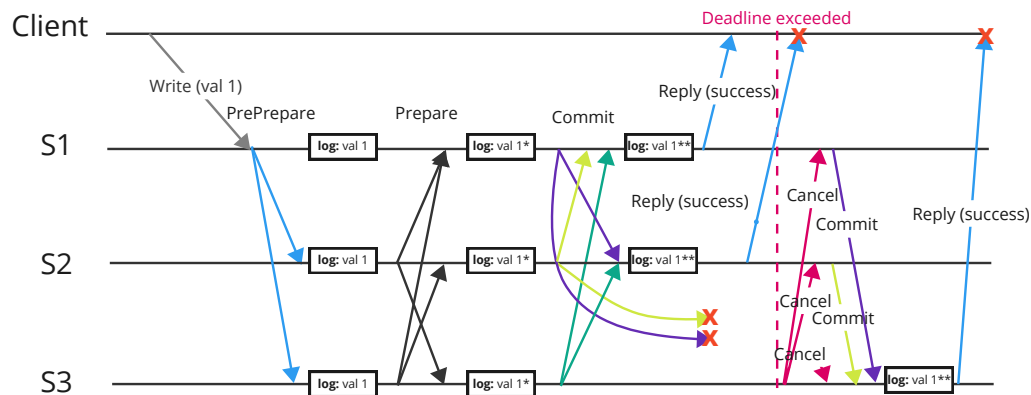 Client
Deadline exceeded
X
X
Write (val 1)
Reply (success)
PrePrepare
Prepare
Commit
S1
log: val 1
log: val 1*
log: val 1**
Cancel
Reply (success)
Reply (success)
Commit
S2
log: val 1
log: val 1*
log: val 1**
Cancel
X
Commit
X
Cancel
S3
log: val 1
log: val 1*
log: val 1**